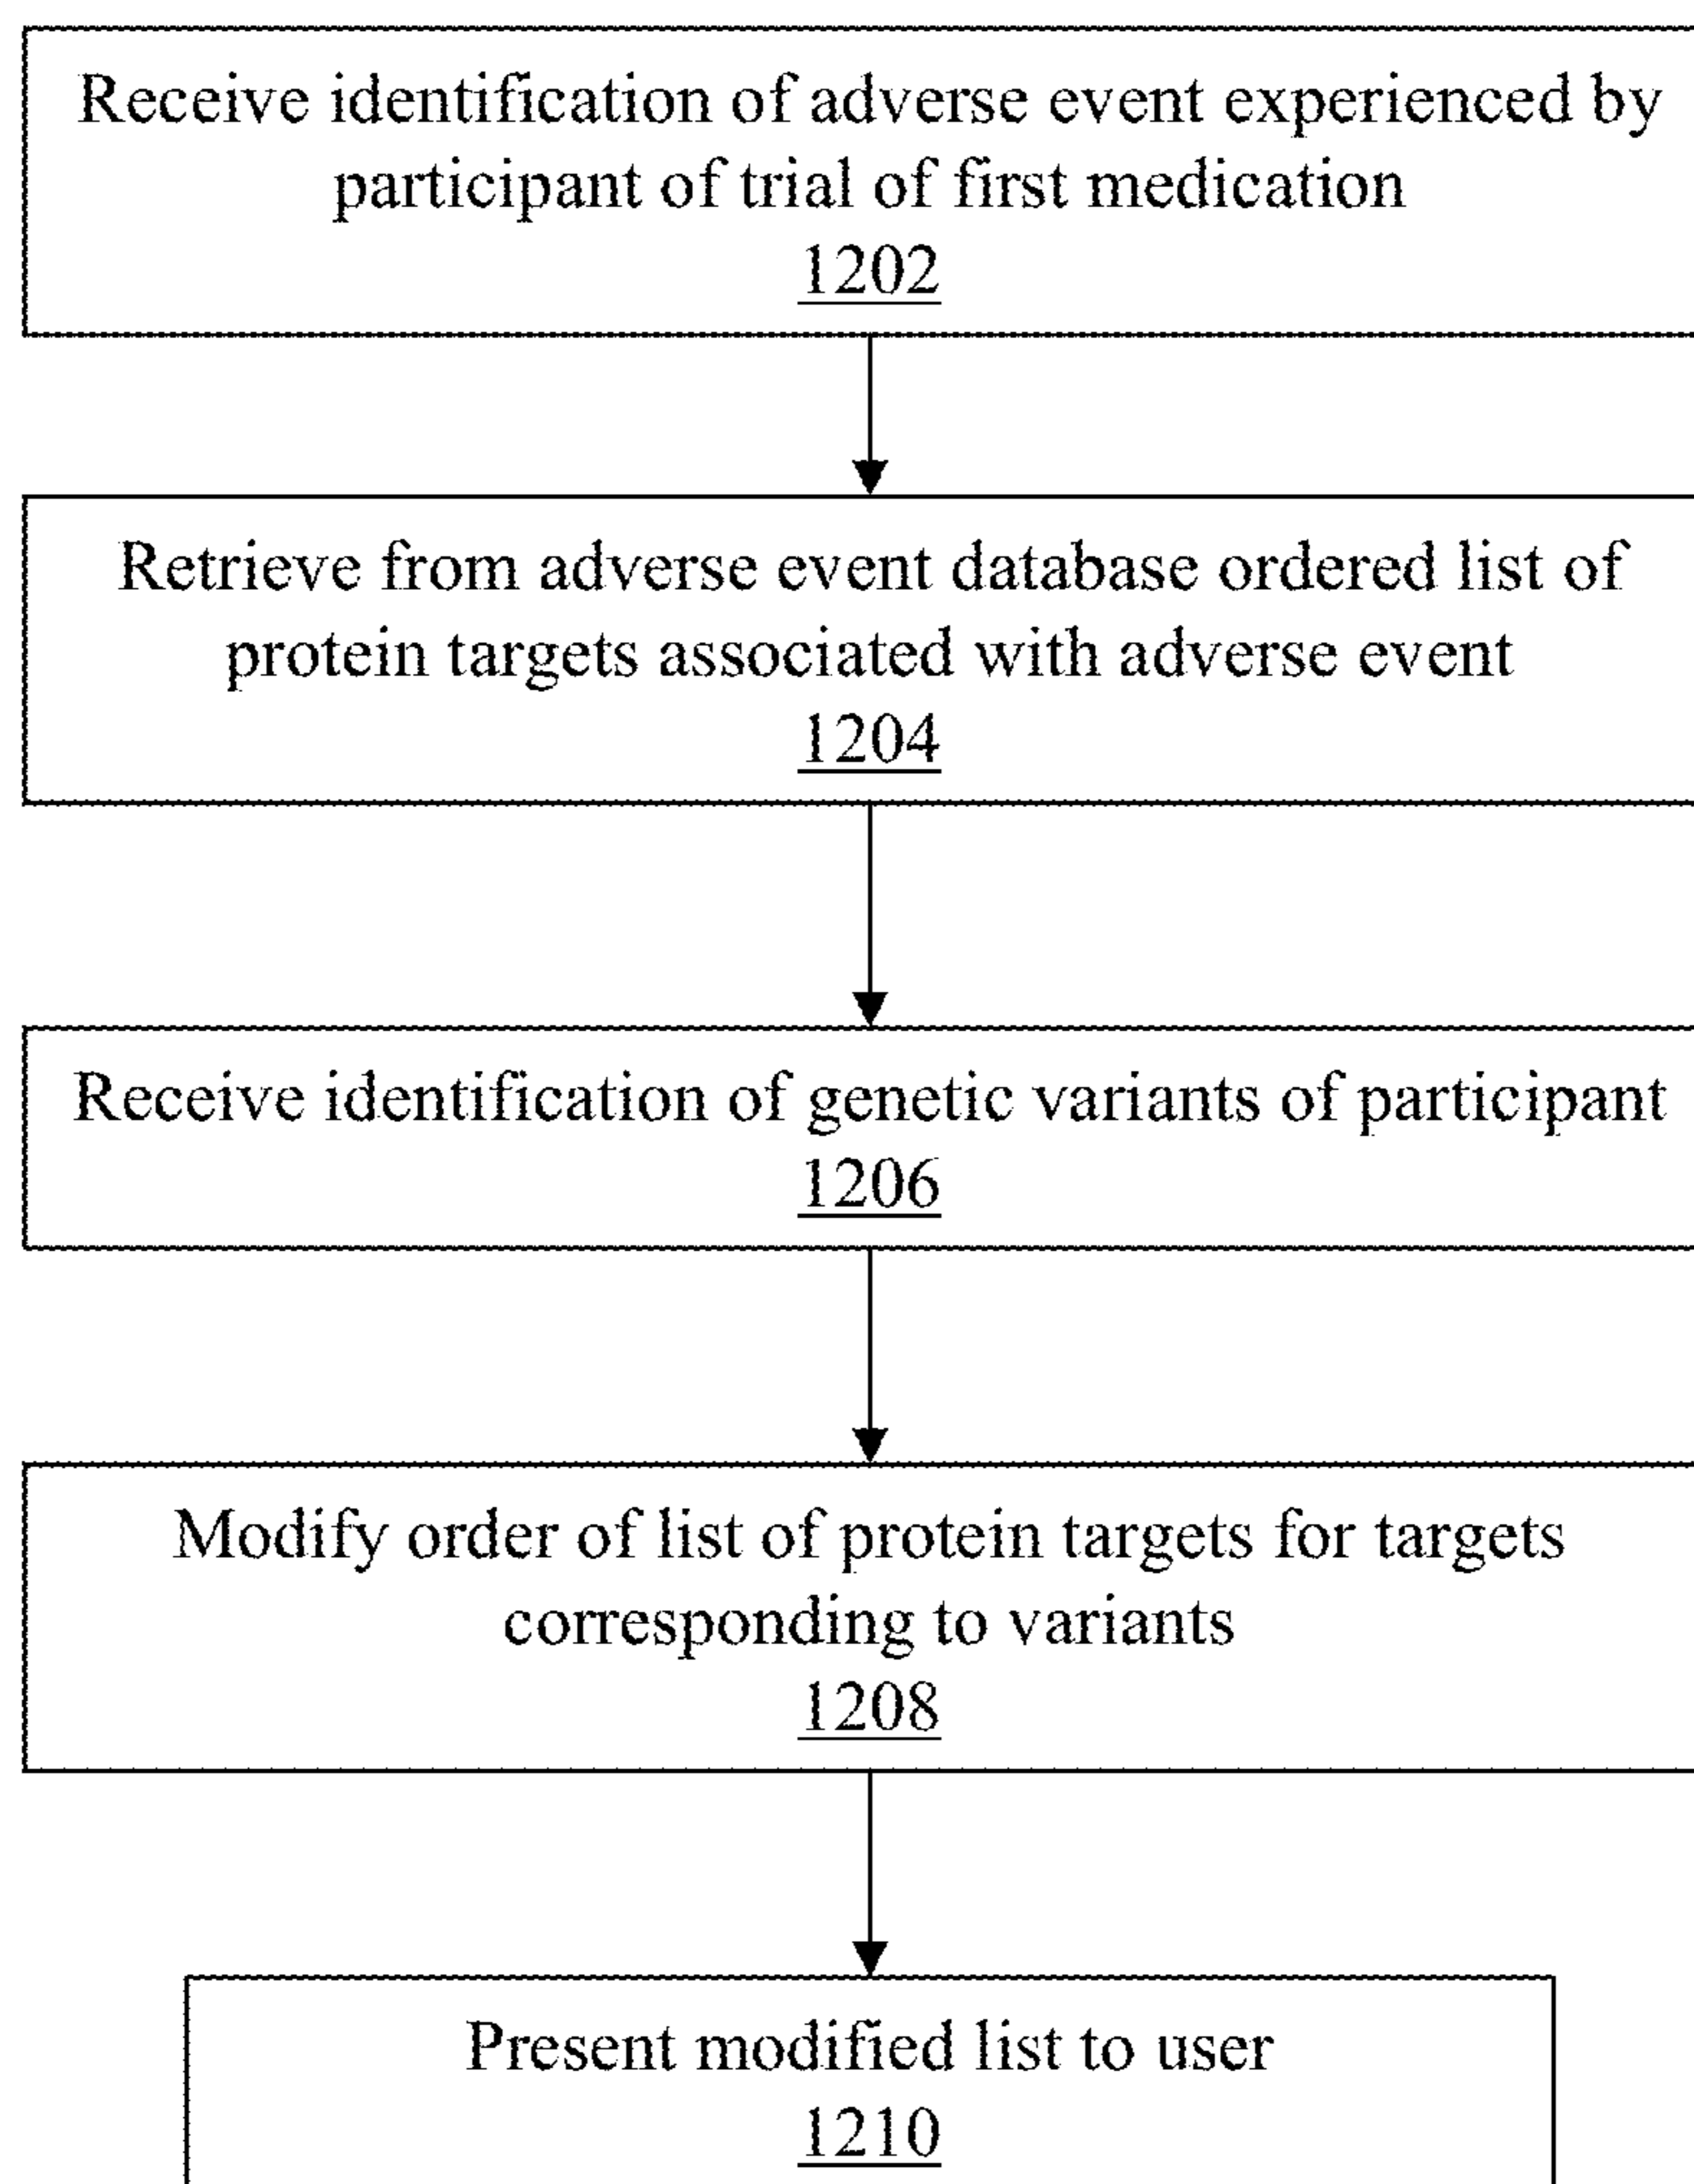 Receive identification of adverse event experienced by
participant of trial of first medication
1202
Retrieve from adverse event database ordered list of
protein targets associated with adverse event
1204
Receive identification of genetic variants of participant
1206
Modify order of list of protein targets for targets
corresponding to variants
1208
Present modified list to user
1210